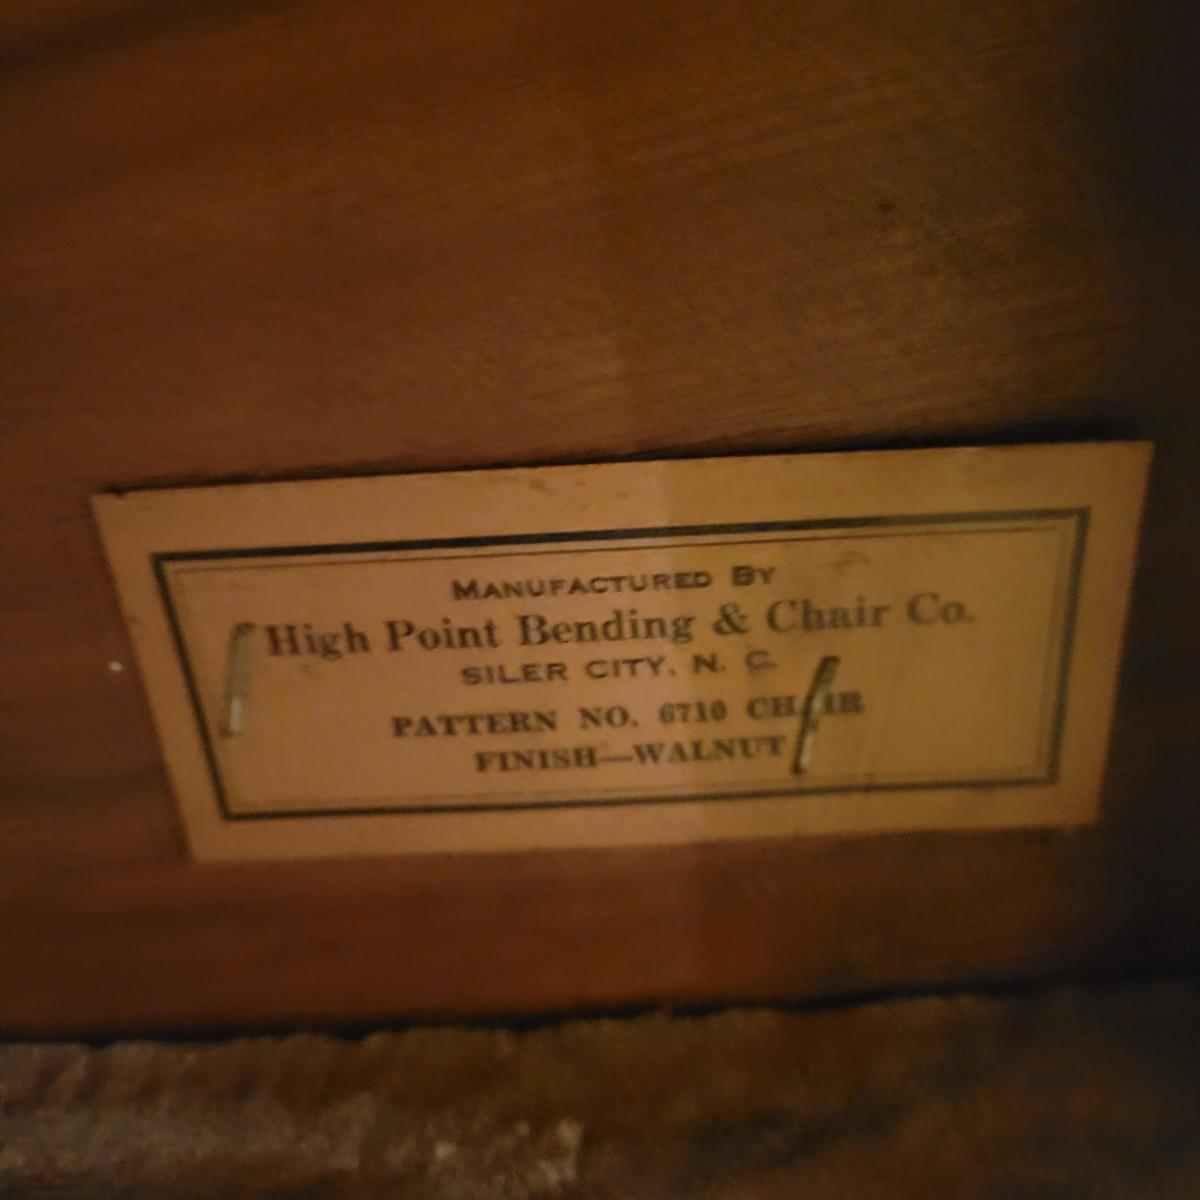 MANUFACTURED BY
High Point Bending & Chair Co.
SILER CITY, N. C.
PATTERN NO. 6710 CHAIR
FINISH—WALNUT